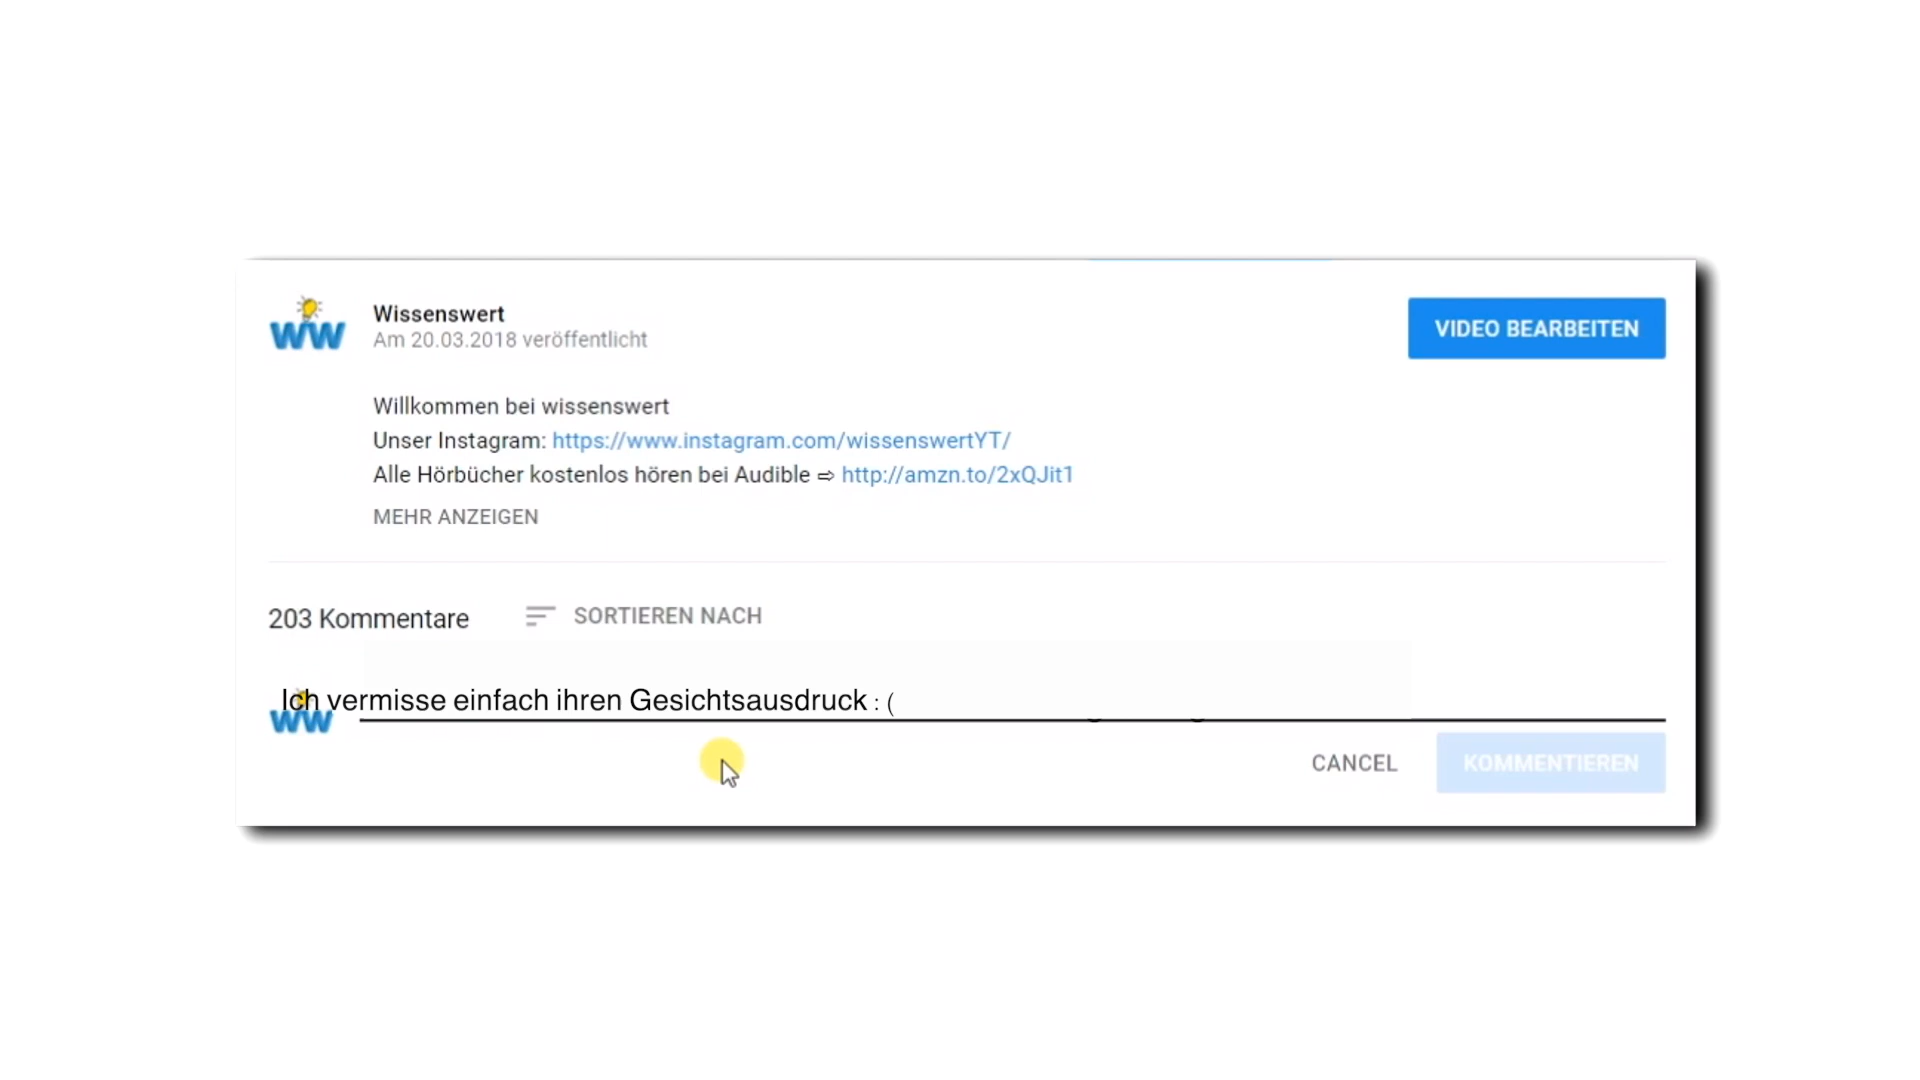 WW
Wissenswert
Am 20.03.2018 veröffentlicht
VIDEO BEARBEITEN
Willkommen bei wissenswert
Unser Instagram: https://www.instagram.com/wissenswertYT/
Alle Hörbücher kostenlos hören bei Audible ⇨ http://amzn.to/2xQJit1
MEHR ANZEIGEN
203 Kommentare
SORTIEREN NACH
Ich vermisse einfach ihren Gesichtsausdruck : (
WW
CANCEL
KOMMENTIEREN